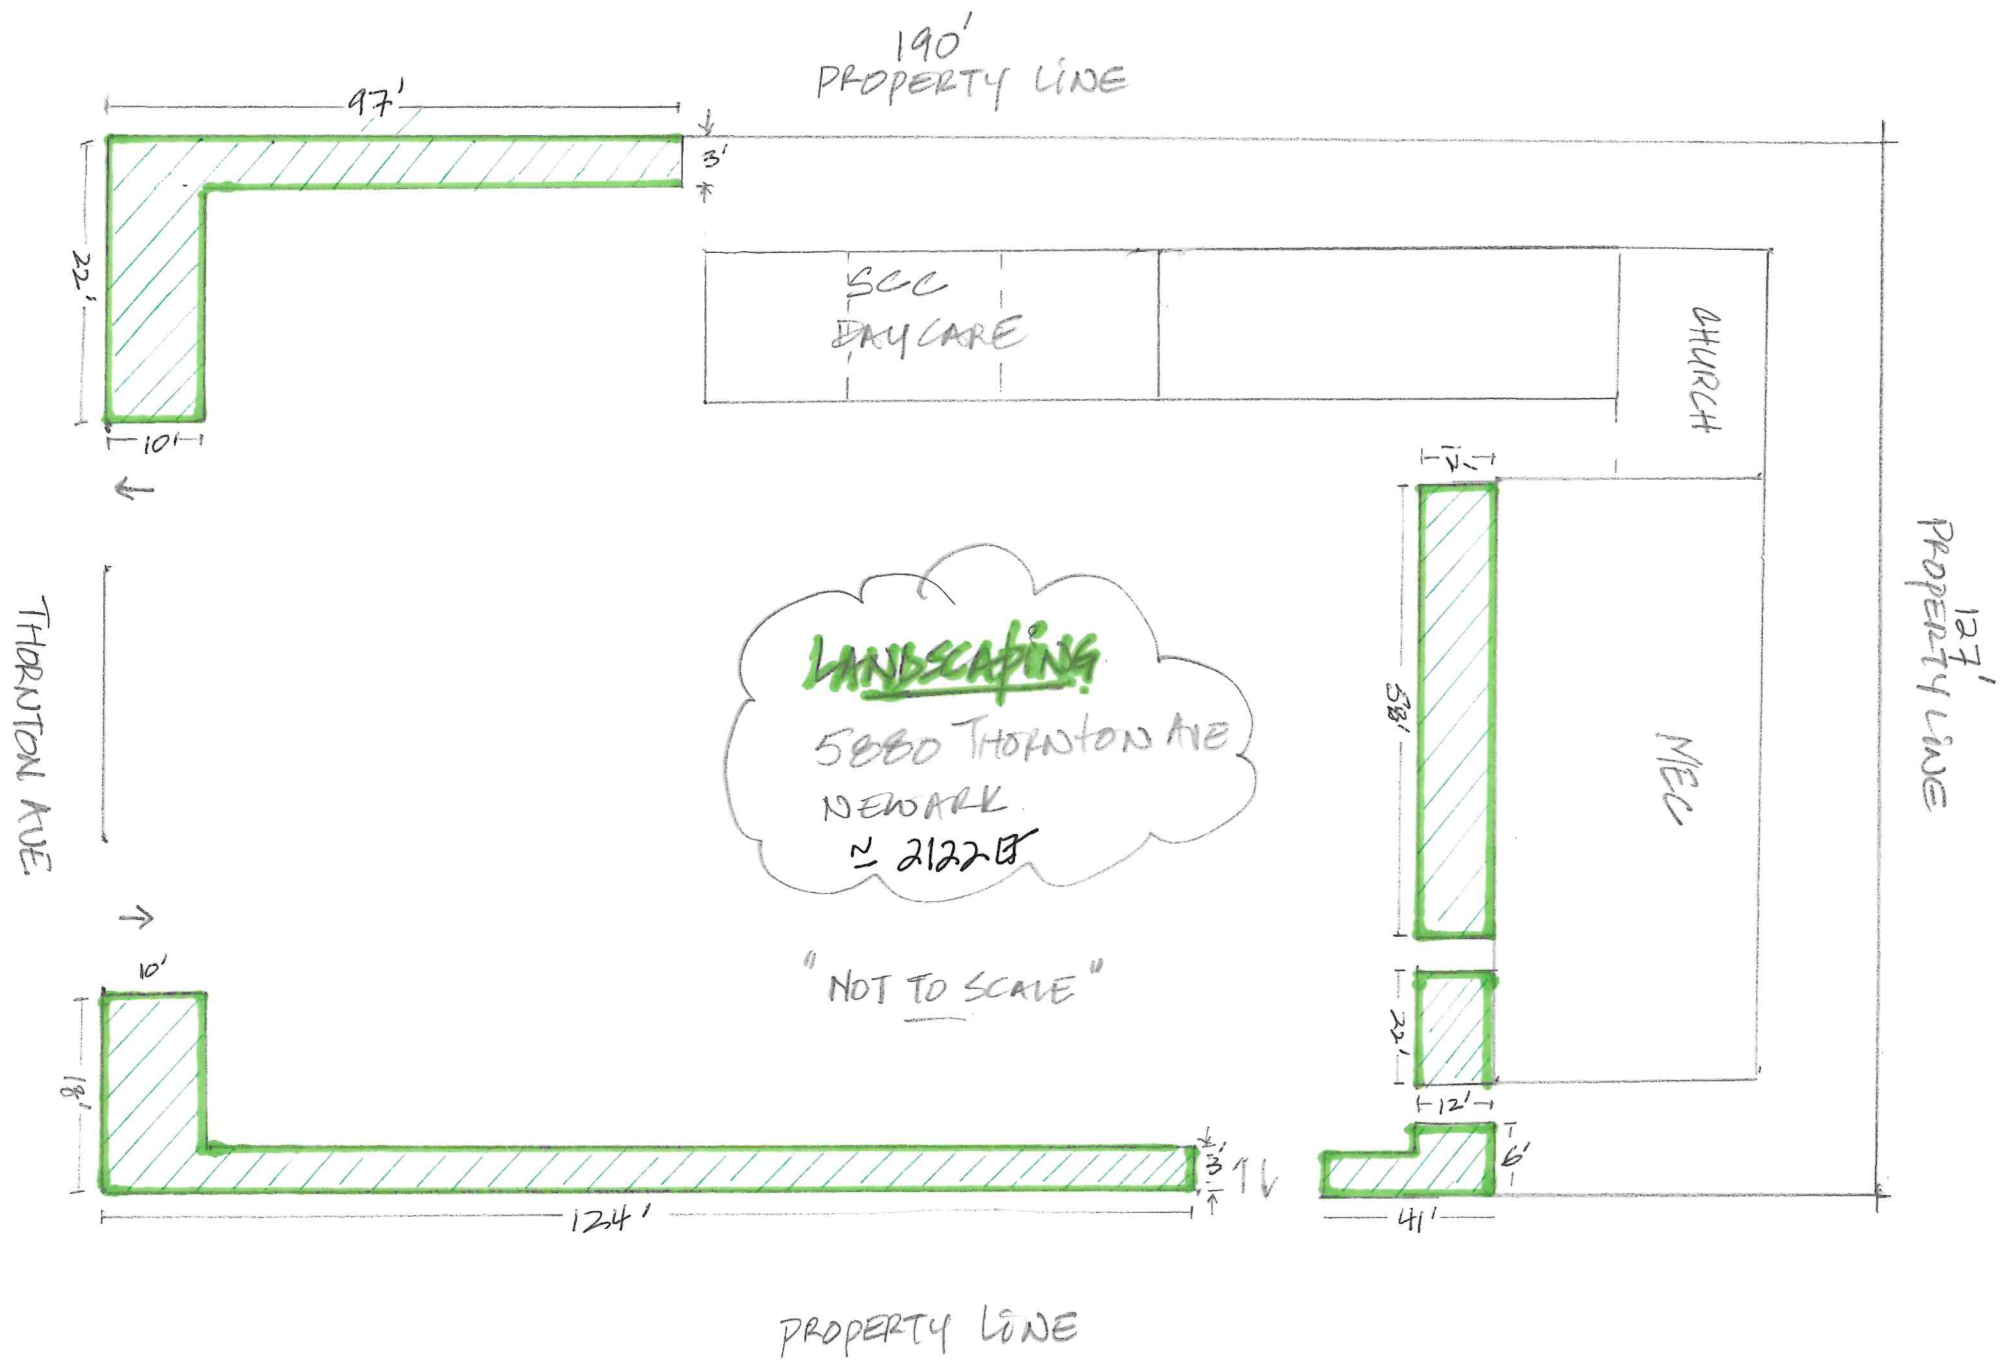 190'
PROPERTY LINE
97'
3'
22'
10'
SCC
DAYCARE
CHURCH
12'
58'
MEC
127'
PROPERTY LINE
THORNTON AVE.
LANDSCAPING
5880 THORNTON AVE
NEWARK
≃ 2122
"NOT TO SCALE"
10'
18'
3'
124'
22'
12'
6'
41'
PROPERTY LINE